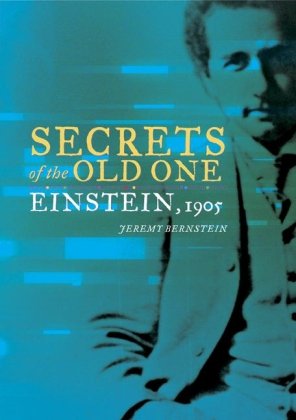 SECRETS
of the OLD ONE
EINSTEIN, 1905
JEREMY BERNSTEIN